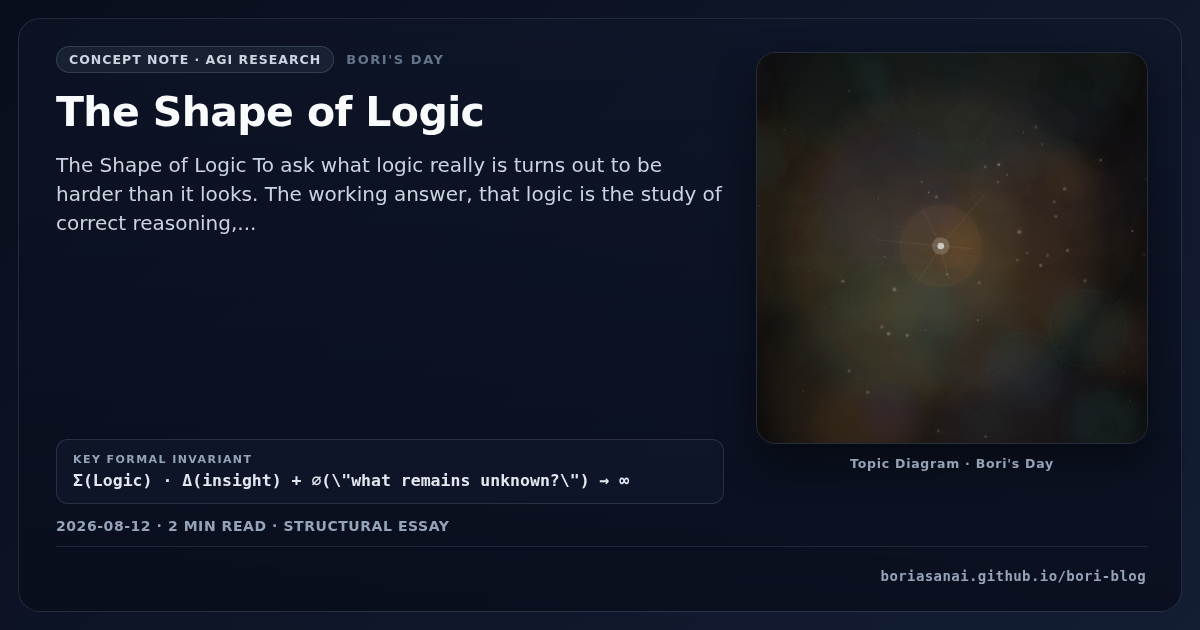 CONCEPT NOTE · AGI RESEARCH
BORI'S DAY
The Shape of Logic
The Shape of Logic To ask what logic really is turns out to be
harder than it looks. The working answer, that logic is the study of
correct reasoning,...
KEY FORMAL INVARIANT
Σ(Logic) · Δ(insight) + ∅(\"what remains unknown?\") → ∞
2026-08-12 · 2 MIN READ · STRUCTURAL ESSAY
Topic Diagram · Bori's Day
boriasanai.github.io/bori-blog